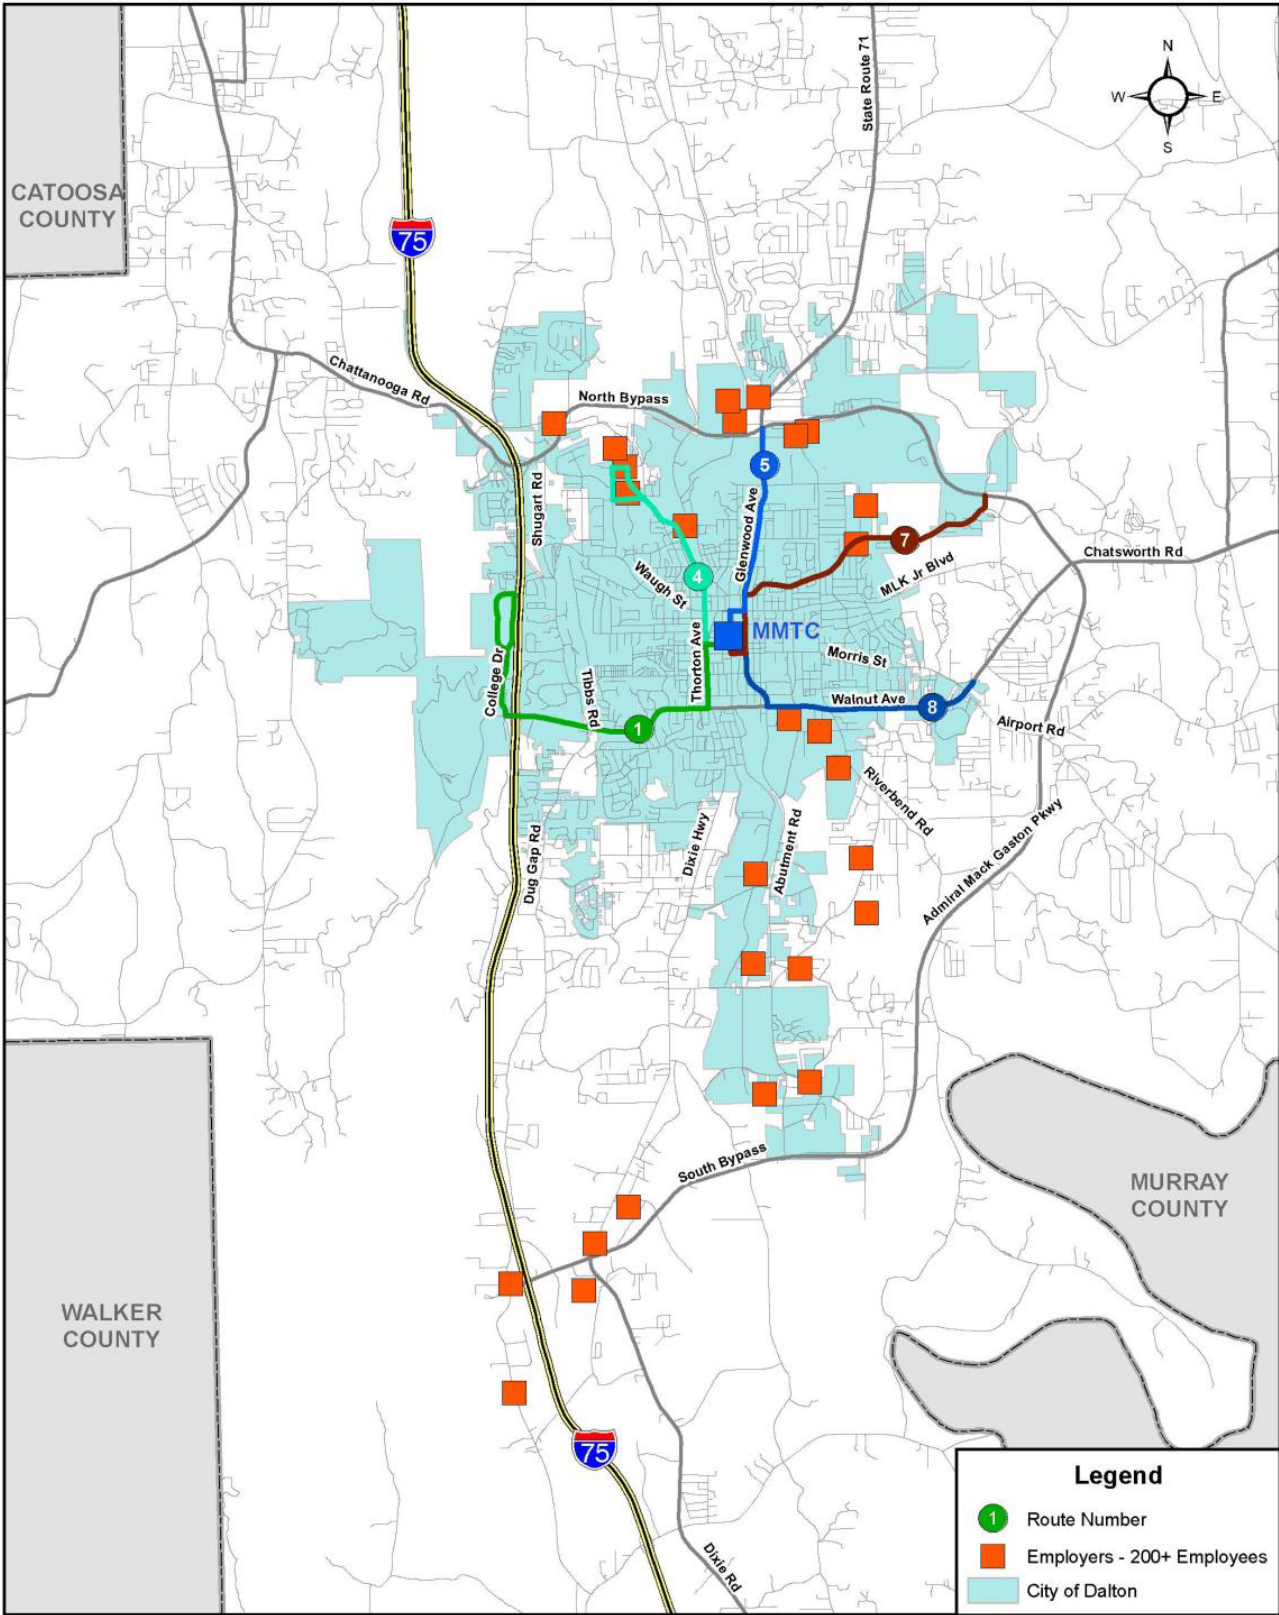 State Route 71
N
W
E
S
CATOOSA
COUNTY
75
Chattanooga Rd
North Bypass
Shugart Rd
5
Glenwood Ave
7
Chatsworth Rd
MLK Jr Blvd
4
Waugh St
MMTC
Thorton Ave
Morris St
College Dr
Tibbs Rd
1
Walnut Ave
8
Airport Rd
Riverbend Rd
Dixie Hwy
Abutment Rd
Dug Gap Rd
Admiral Mack Gaston Pkwy
South Bypass
MURRAY
COUNTY
WALKER
COUNTY
75
Dixie Rd
Legend
1
Route Number
Employers - 200+ Employees
City of Dalton